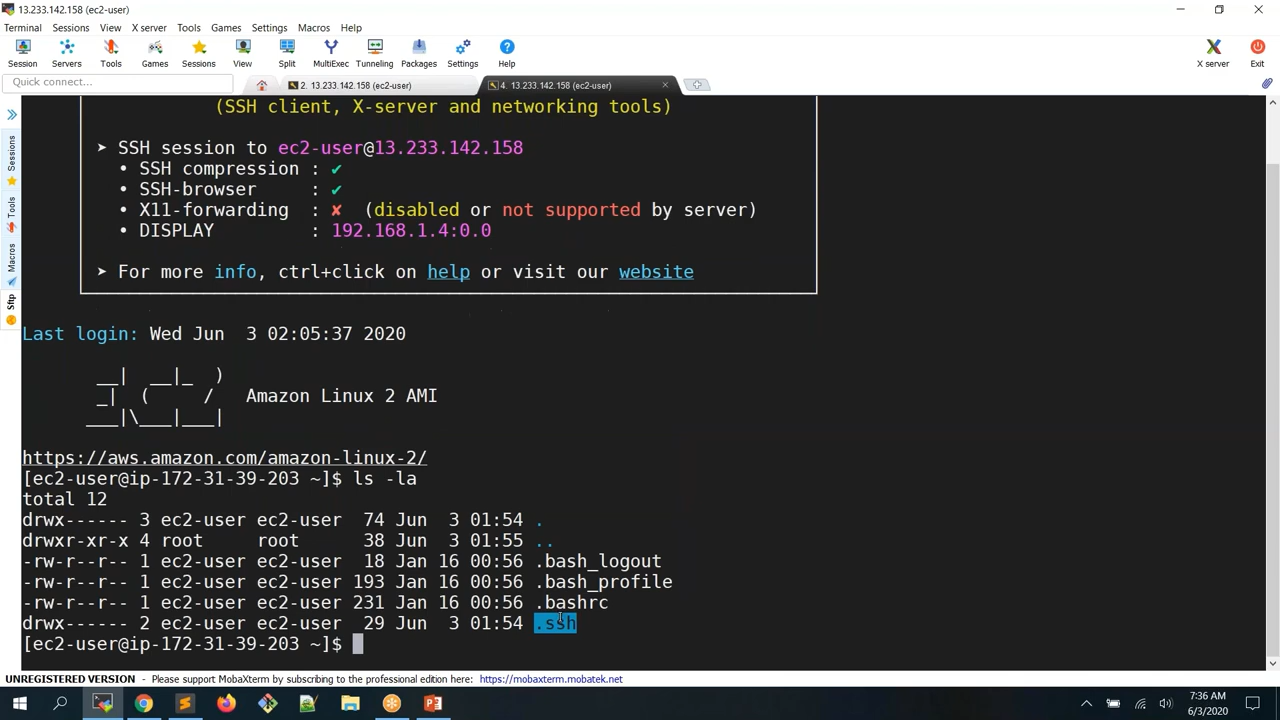 13.233.142.158 (ec2-user)
Terminal Sessions View X server Tools Games Settings Macros Help
Session Servers Tools Games Sessions View Split MultiExec Tunneling Packages Settings Help X server Exit
Quick connect... 2. 13.233.142.158 (ec2-user) 4. 13.233.142.158 (ec2-user)
Sessions
Tools
Macros
Sftp
(SSH client, X-server and networking tools)
➤ SSH session to ec2-user@13.233.142.158
• SSH compression : ✔
• SSH-browser : ✔
• X11-forwarding : ✘ (disabled or not supported by server)
• DISPLAY : 192.168.1.4:0.0
➤ For more info, ctrl+click on help or visit our website
Last login: Wed Jun 3 02:05:37 2020
__| __|_ )
_| ( / Amazon Linux 2 AMI
___|\___|___|
https://aws.amazon.com/amazon-linux-2/
[ec2-user@ip-172-31-39-203 ~]$ ls -la
total 12
drwx------ 3 ec2-user ec2-user 74 Jun 3 01:54 .
drwxr-xr-x 4 root root 38 Jun 3 01:55 ..
-rw-r--r-- 1 ec2-user ec2-user 18 Jan 16 00:56 .bash_logout
-rw-r--r-- 1 ec2-user ec2-user 193 Jan 16 00:56 .bash_profile
-rw-r--r-- 1 ec2-user ec2-user 231 Jan 16 00:56 .bashrc
drwx------ 2 ec2-user ec2-user 29 Jun 3 01:54 .ssh
[ec2-user@ip-172-31-39-203 ~]$
UNREGISTERED VERSION - Please support MobaXterm by subscribing to the professional edition here: https://mobaxterm.mobatek.net
7:36 AM
6/3/2020